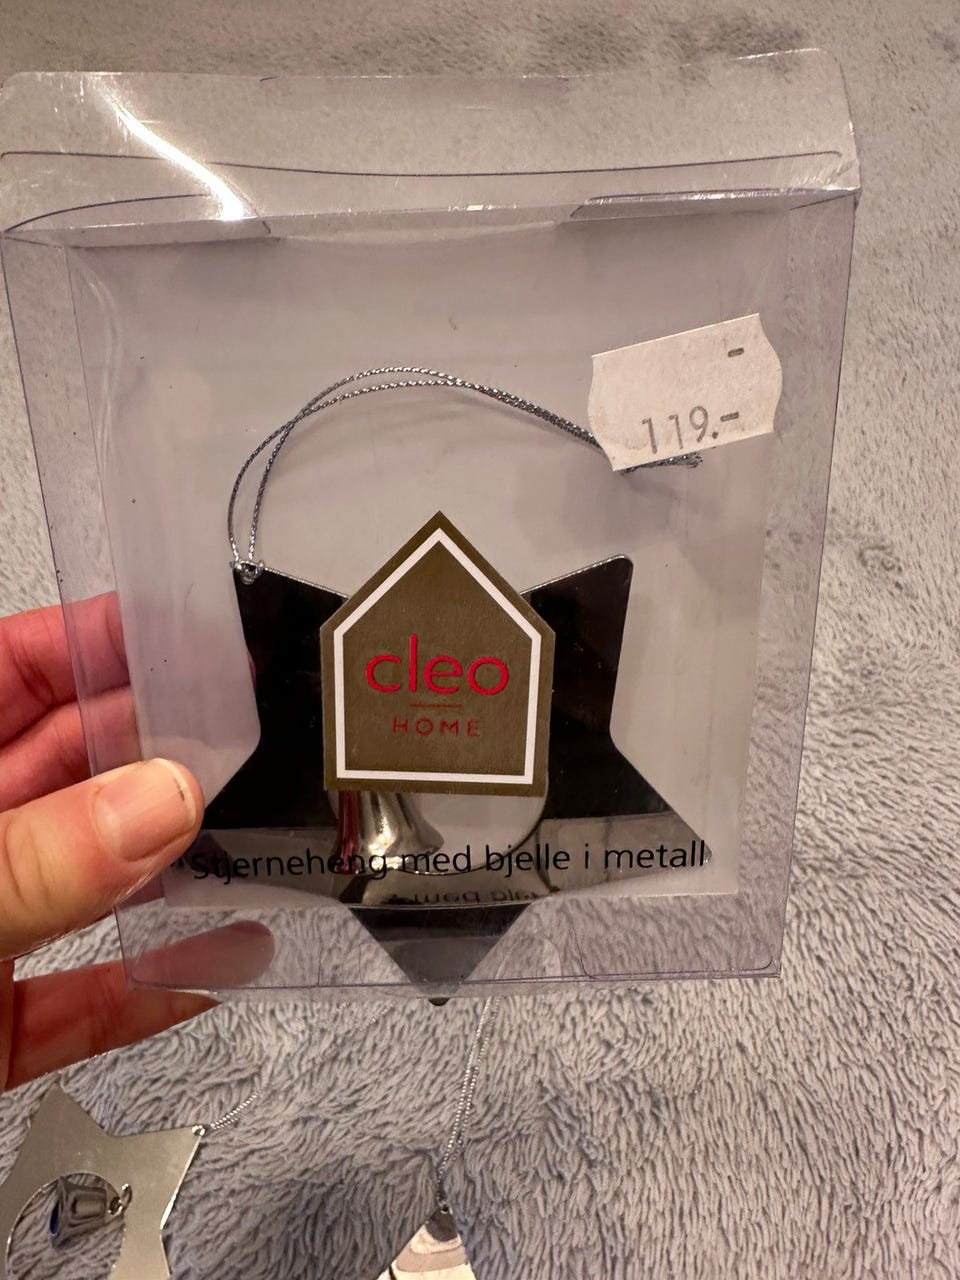 -
119.-
cleo
HOME
Stjerneheng med bjelle i metall